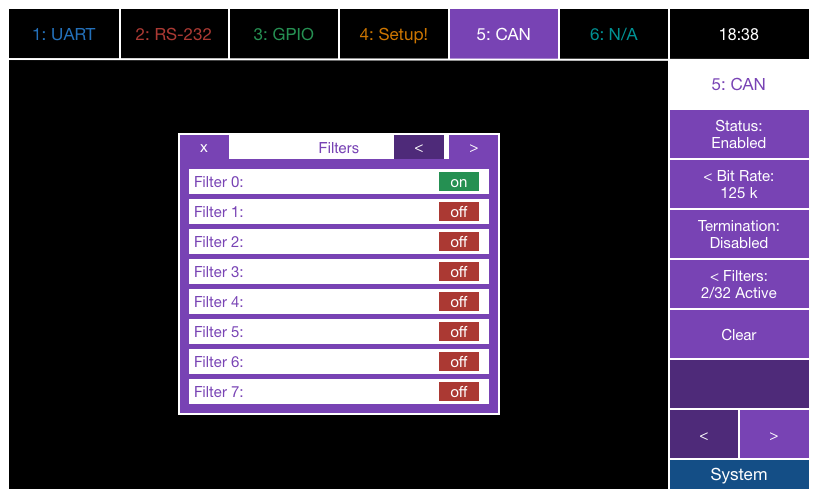 1: UART 2: RS-232 3: GPIO 4: Setup! 5: CAN 6: N/A 18:38
5: CAN
Status:
Enabled
< Bit Rate:
125 k
Termination:
Disabled
< Filters:
2/32 Active
Clear
< >
System
x Filters < >
Filter 0: on
Filter 1: off
Filter 2: off
Filter 3: off
Filter 4: off
Filter 5: off
Filter 6: off
Filter 7: off